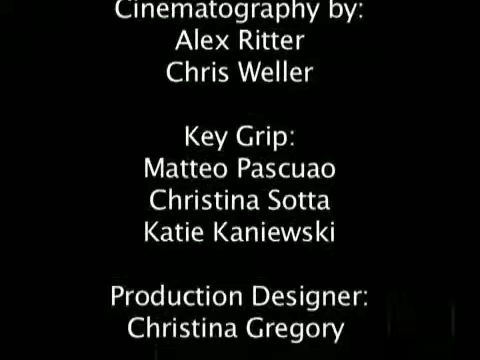 Cinematography by:
Alex Ritter
Chris Weller
Key Grip:
Matteo Pascuao
Christina Sotta
Katie Kaniewski
Production Designer:
Christina Gregory